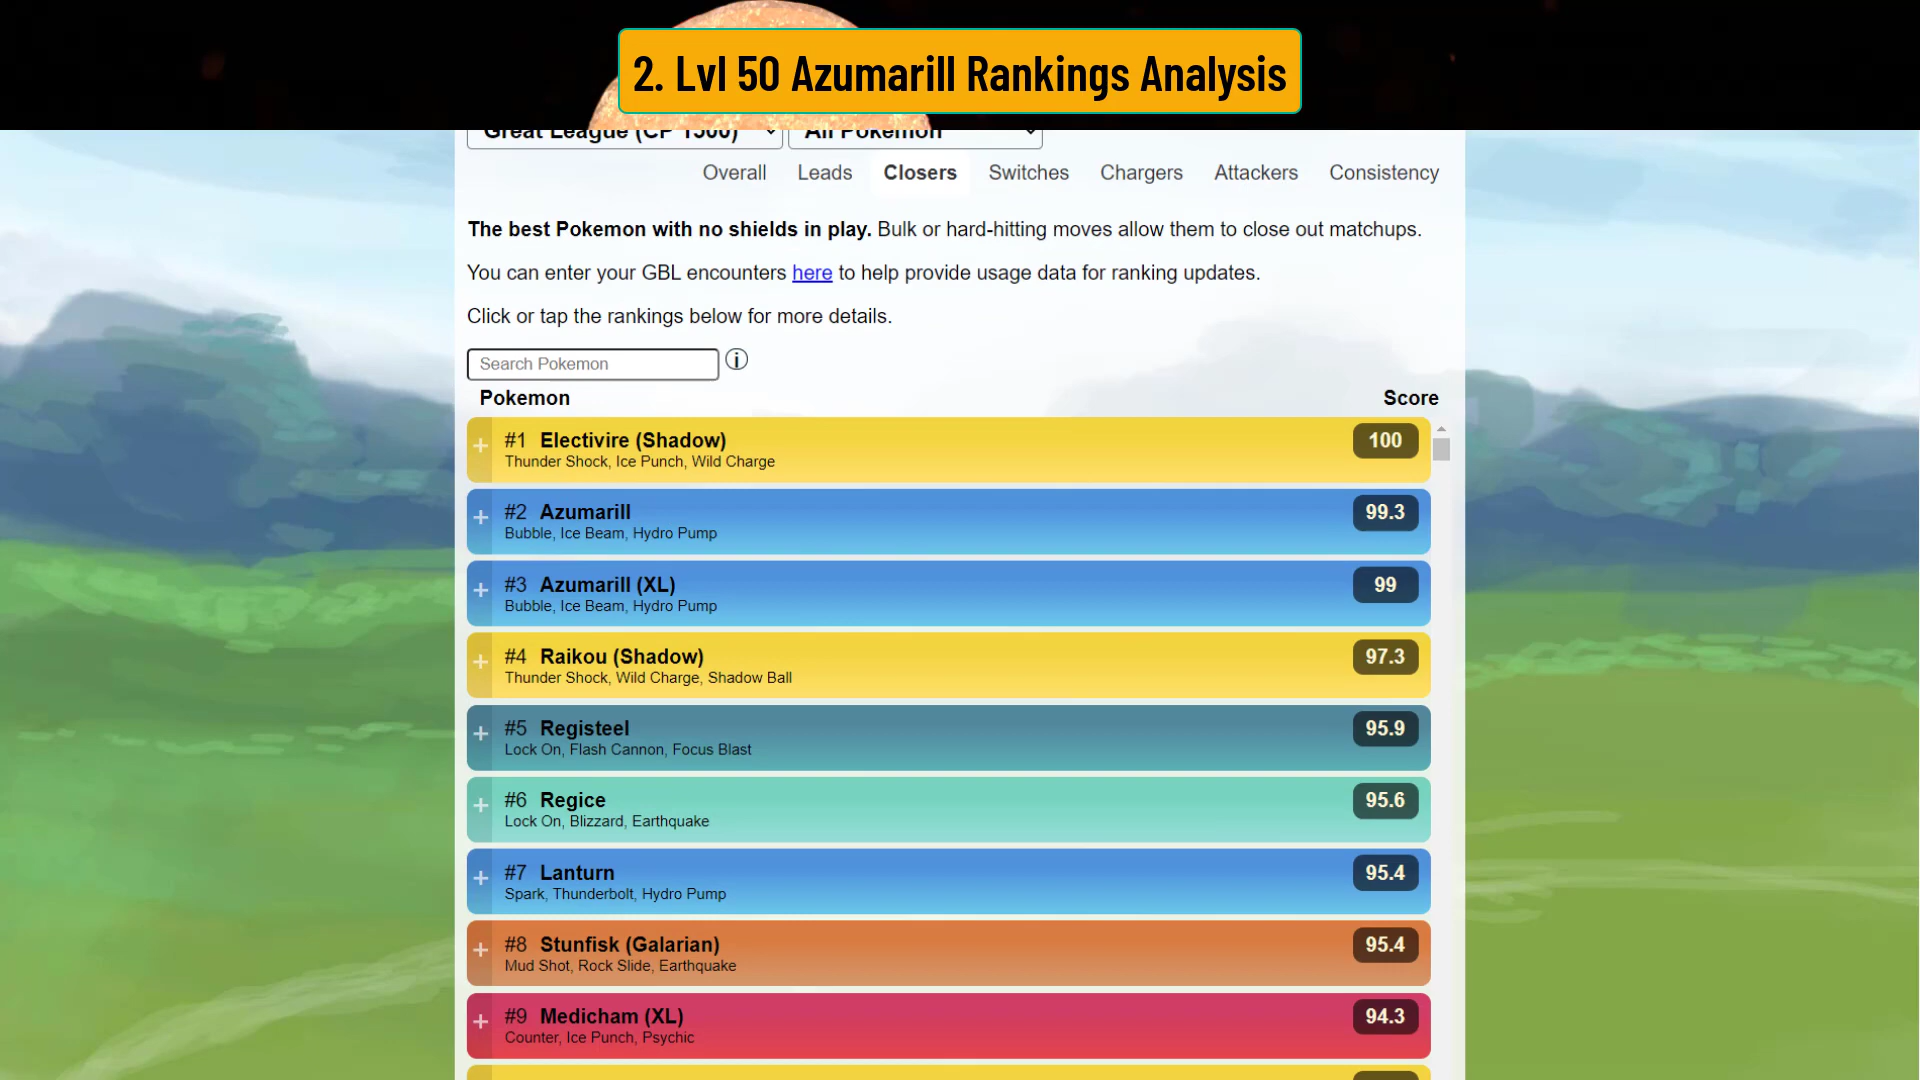 2. Lvl 50 Azumarill Rankings Analysis
Great League (CP 1500) All Pokemon
Overall Leads Closers Switches Chargers Attackers Consistency
The best Pokemon with no shields in play. Bulk or hard-hitting moves allow them to close out matchups.
You can enter your GBL encounters here to help provide usage data for ranking updates.
Click or tap the rankings below for more details.
Search Pokemon i
Pokemon Score
+ #1 Electivire (Shadow) 100
Thunder Shock, Ice Punch, Wild Charge
+ #2 Azumarill 99.3
Bubble, Ice Beam, Hydro Pump
+ #3 Azumarill (XL) 99
Bubble, Ice Beam, Hydro Pump
+ #4 Raikou (Shadow) 97.3
Thunder Shock, Wild Charge, Shadow Ball
+ #5 Registeel 95.9
Lock On, Flash Cannon, Focus Blast
+ #6 Regice 95.6
Lock On, Blizzard, Earthquake
+ #7 Lanturn 95.4
Spark, Thunderbolt, Hydro Pump
+ #8 Stunfisk (Galarian) 95.4
Mud Shot, Rock Slide, Earthquake
+ #9 Medicham (XL) 94.3
Counter, Ice Punch, Psychic